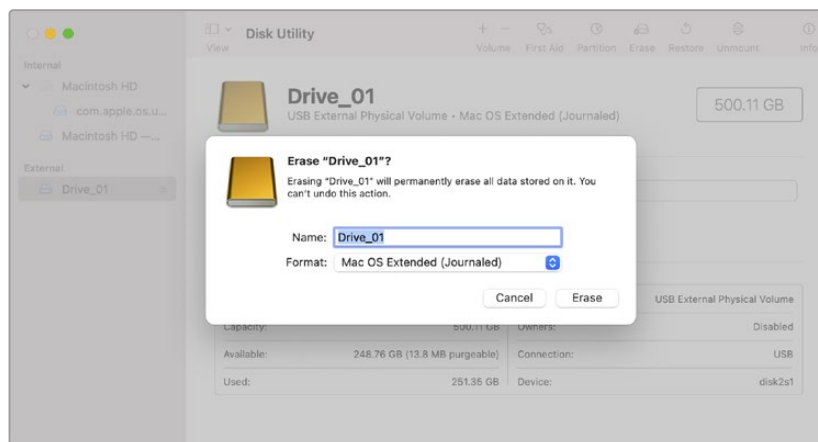 Disk Utility
View
Volume First Aid Partition Erase Restore Unmount Info
Internal
Macintosh HD
com.apple.os.u...
Macintosh HD —...
External
Drive_01
Drive_01
USB External Physical Volume • Mac OS Extended (Journaled)
500.11 GB
Erase “Drive_01”?
Erasing “Drive_01” will permanently erase all data stored on it. You
can’t undo this action.
Name: Drive_01
Format: Mac OS Extended (Journaled)
Cancel Erase
USB External Physical Volume
Capacity: 500.11 GB Owners: Disabled
Available: 248.76 GB (13.8 MB purgeable) Connection: USB
Used: 251.35 GB Device: disk2s1